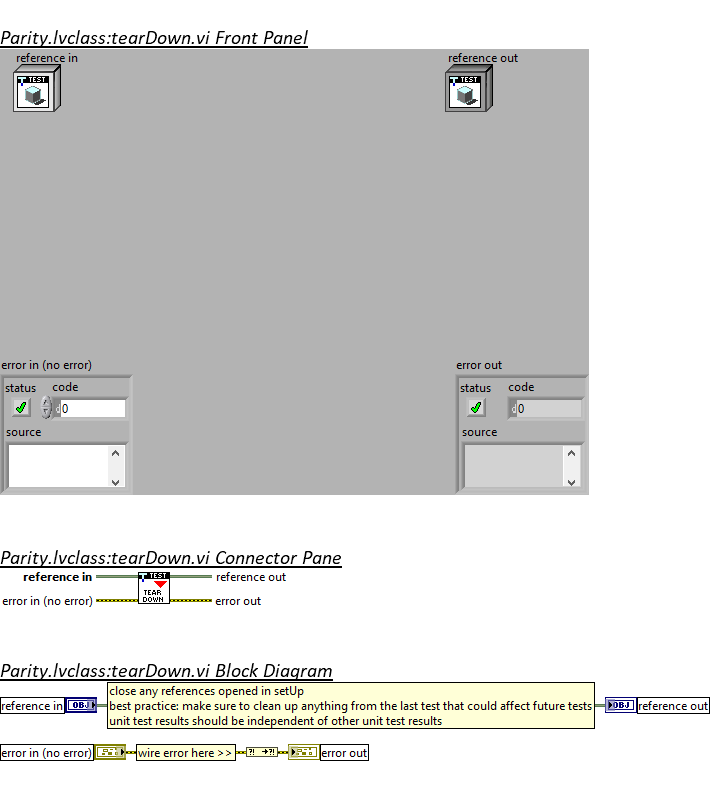 Parity.lvclass:tearDown.vi Front Panel
reference in
reference out
TEST
TEST
error in (no error)
error out
status code
status code
d0
d0
source
source
Parity.lvclass:tearDown.vi Connector Pane
reference in
TEST
reference out
TEAR
error in (no error)
DOWN
error out
Parity.lvclass:tearDown.vi Block Diagram
close any references opened in setUp
reference in OBJ
best practice: make sure to clean up anything from the last test that could affect future tests
OBJ reference out
unit test results should be independent of other unit test results
error in (no error)
wire error here >>
?! →?!
error out